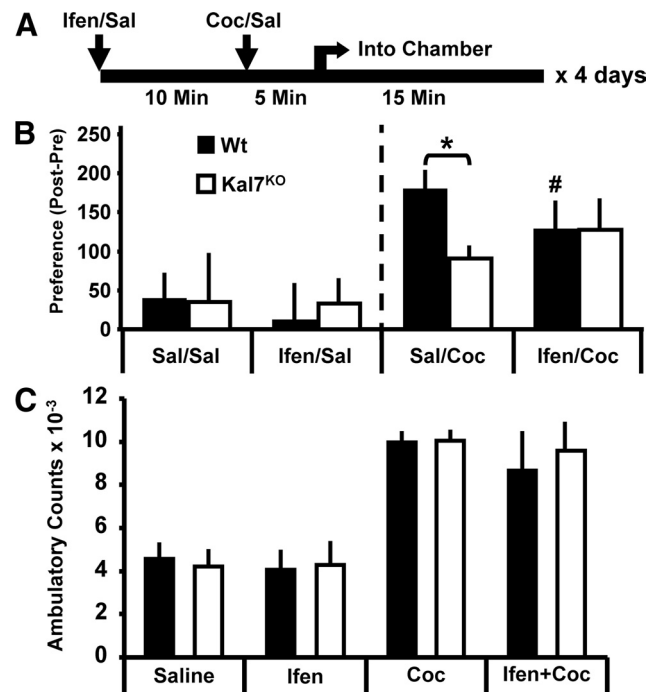 A
Ifen/Sal Coc/Sal
Into Chamber
x 4 days
10 Min 5 Min 15 Min
B
Preference (Post-Pre)
250
200
150
100
50
0
Wt
Kal7KO
*
#
Sal/Sal Ifen/Sal Sal/Coc Ifen/Coc
C
Ambulatory Counts x 10-3
12
10
8
6
4
2
0
Saline Ifen Coc Ifen+Coc